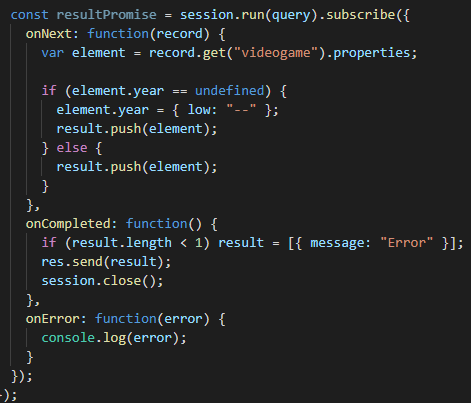 const resultPromise = session.run(query).subscribe({
  onNext: function(record) {
    var element = record.get("videogame").properties;

    if (element.year == undefined) {
      element.year = { low: "--" };
      result.push(element);
    } else {
      result.push(element);
    }
  },
  onCompleted: function() {
    if (result.length < 1) result = [{ message: "Error" }];
    res.send(result);
    session.close();
  },
  onError: function(error) {
    console.log(error);
  }
});
);